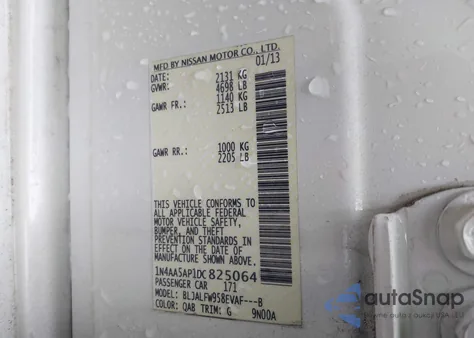 MFD BY NISSAN MOTOR CO., LTD.
DATE: 01/13
GVWR: 2131 KG
4698 LB
GAWR FR.: 1140 KG
2513 LB
GAWR RR.: 1000 KG
2205 LB
THIS VEHICLE CONFORMS TO
ALL APPLICABLE FEDERAL
MOTOR VEHICLE SAFETY,
BUMPER, AND THEFT
PREVENTION STANDARDS IN
EFFECT ON THE DATE OF
MANUFACTURE SHOWN ABOVE.
1N4AA5AP1DC825064
PASSENGER CAR 171
MODEL: BLJALFW958EVAF---B
COLOR: QAB TRIM: G 9N00A
autoSnap